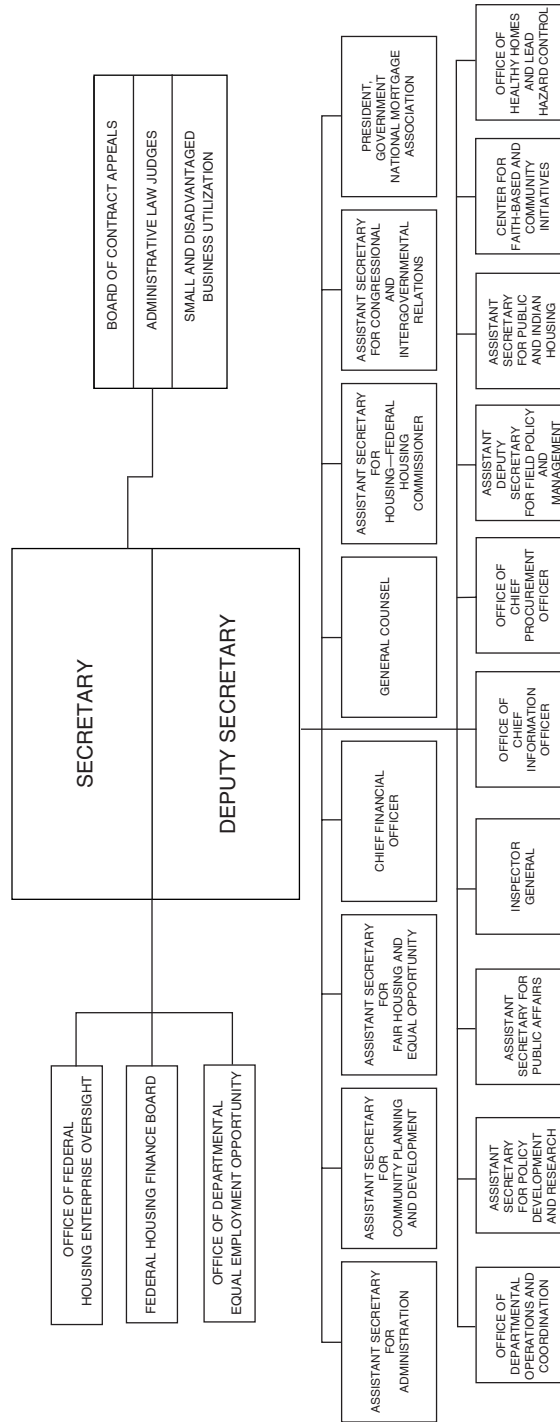 SECRETARY
DEPUTY SECRETARY
OFFICE OF FEDERAL
HOUSING ENTERPRISE OVERSIGHT
FEDERAL HOUSING FINANCE BOARD
OFFICE OF DEPARTMENTAL
EQUAL EMPLOYMENT OPPORTUNITY
BOARD OF CONTRACT APPEALS
ADMINISTRATIVE LAW JUDGES
SMALL AND DISADVANTAGED
BUSINESS UTILIZATION
ASSISTANT SECRETARY
FOR
ADMINISTRATION
ASSISTANT SECRETARY
FOR
COMMUNITY PLANNING
AND DEVELOPMENT
ASSISTANT SECRETARY
FOR
FAIR HOUSING AND
EQUAL OPPORTUNITY
CHIEF FINANCIAL
OFFICER
GENERAL COUNSEL
ASSISTANT SECRETARY
FOR
HOUSING—FEDERAL
HOUSING
COMMISSIONER
ASSISTANT SECRETARY
FOR CONGRESSIONAL
AND
INTERGOVERNMENTAL
RELATIONS
PRESIDENT,
GOVERNMENT
NATIONAL MORTGAGE
ASSOCIATION
OFFICE OF
DEPARTMENTAL
OPERATIONS AND
COORDINATION
ASSISTANT
SECRETARY
FOR POLICY
DEVELOPMENT
AND RESEARCH
ASSISTANT
SECRETARY FOR
PUBLIC AFFAIRS
INSPECTOR
GENERAL
OFFICE OF
CHIEF
INFORMATION
OFFICER
OFFICE OF
CHIEF
PROCUREMENT
OFFICER
ASSISTANT
DEPUTY
SECRETARY
FOR FIELD POLICY
AND
MANAGEMENT
ASSISTANT
SECRETARY
FOR PUBLIC
AND INDIAN
HOUSING
CENTER FOR
FAITH-BASED AND
COMMUNITY
INITIATIVES
OFFICE OF
HEALTHY HOMES
AND LEAD
HAZARD CONTROL